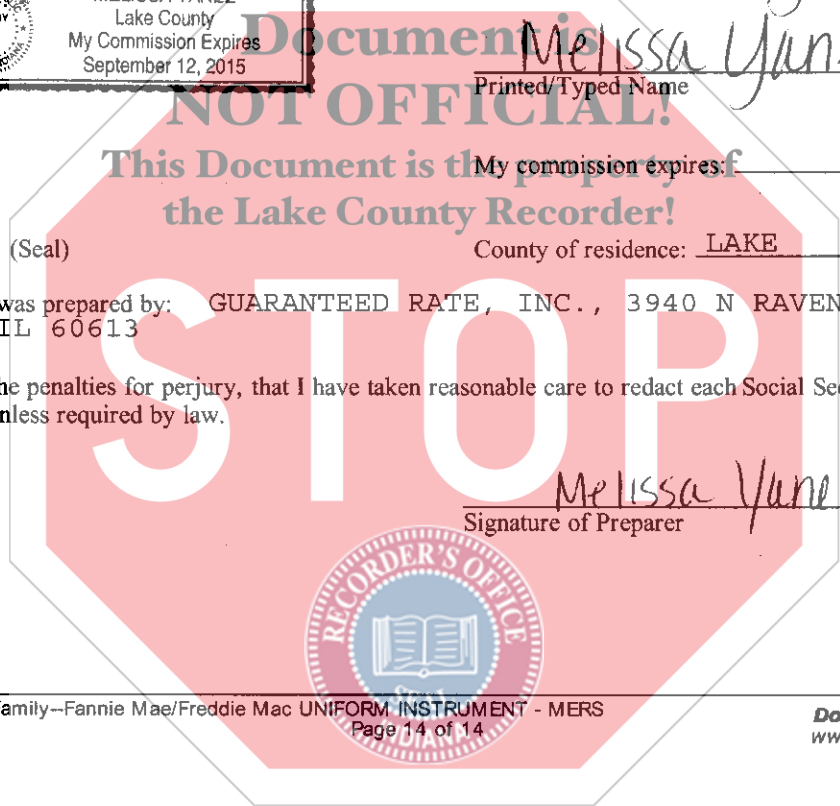 Lake County
My Commission Expires
September 12, 2015
Document is
NOT OFFICIAL!
This Document is the property of
the Lake County Recorder!
STOP
Melissa
Printed/Typed Name
My commission expires:
(Seal)
County of residence: LAKE
was prepared by: GUARANTEED RATE, INC., 3940 N RAVEN
IL 60613
he penalties for perjury, that I have taken reasonable care to redact each Social Se
nless required by law.
Melissa
Signature of Preparer
RECORDER'S OFFICE
SEAL
INDIANA
amily--Fannie Mae/Freddie Mac UNIFORM INSTRUMENT - MERS
Page 14 of 14
Do
ww